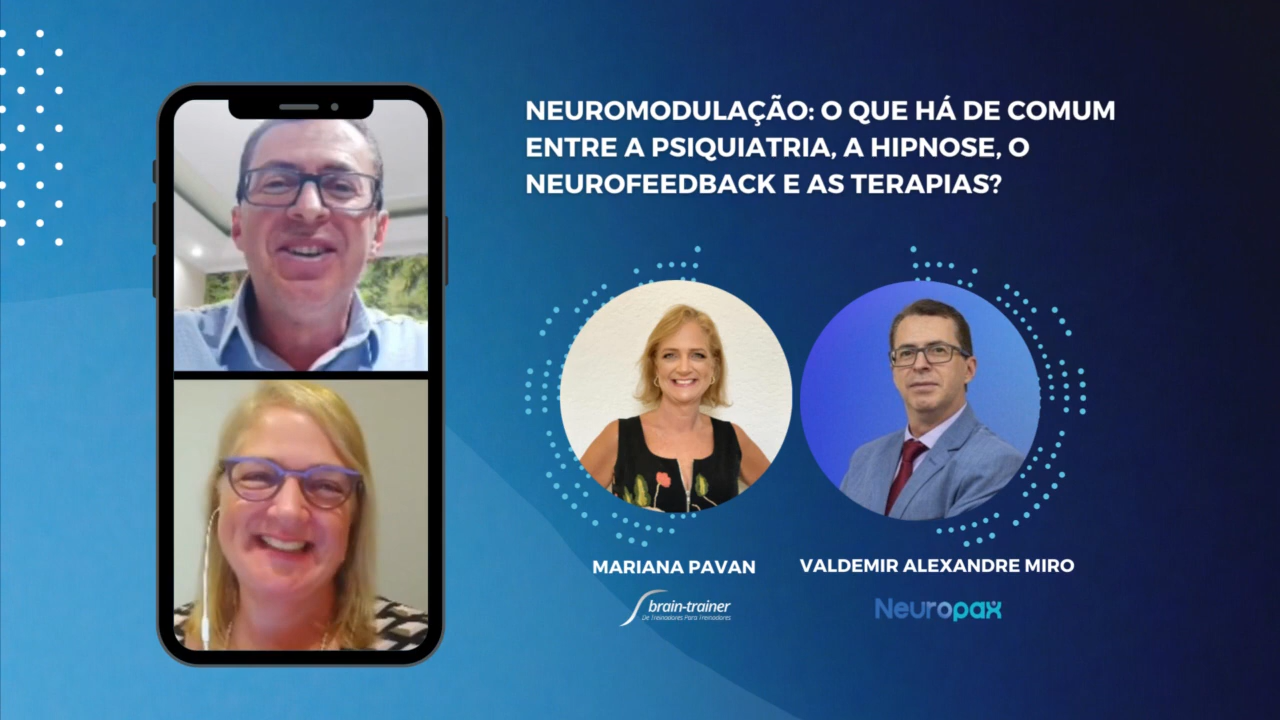 NEUROMODULAÇÃO: O QUE HÁ DE COMUM
ENTRE A PSIQUIATRIA, A HIPNOSE, O
NEUROFEEDBACK E AS TERAPIAS?
MARIANA PAVAN
brain-trainer
De Treinadores Para Treinadores
VALDEMIR ALEXANDRE MIRO
Neuropax